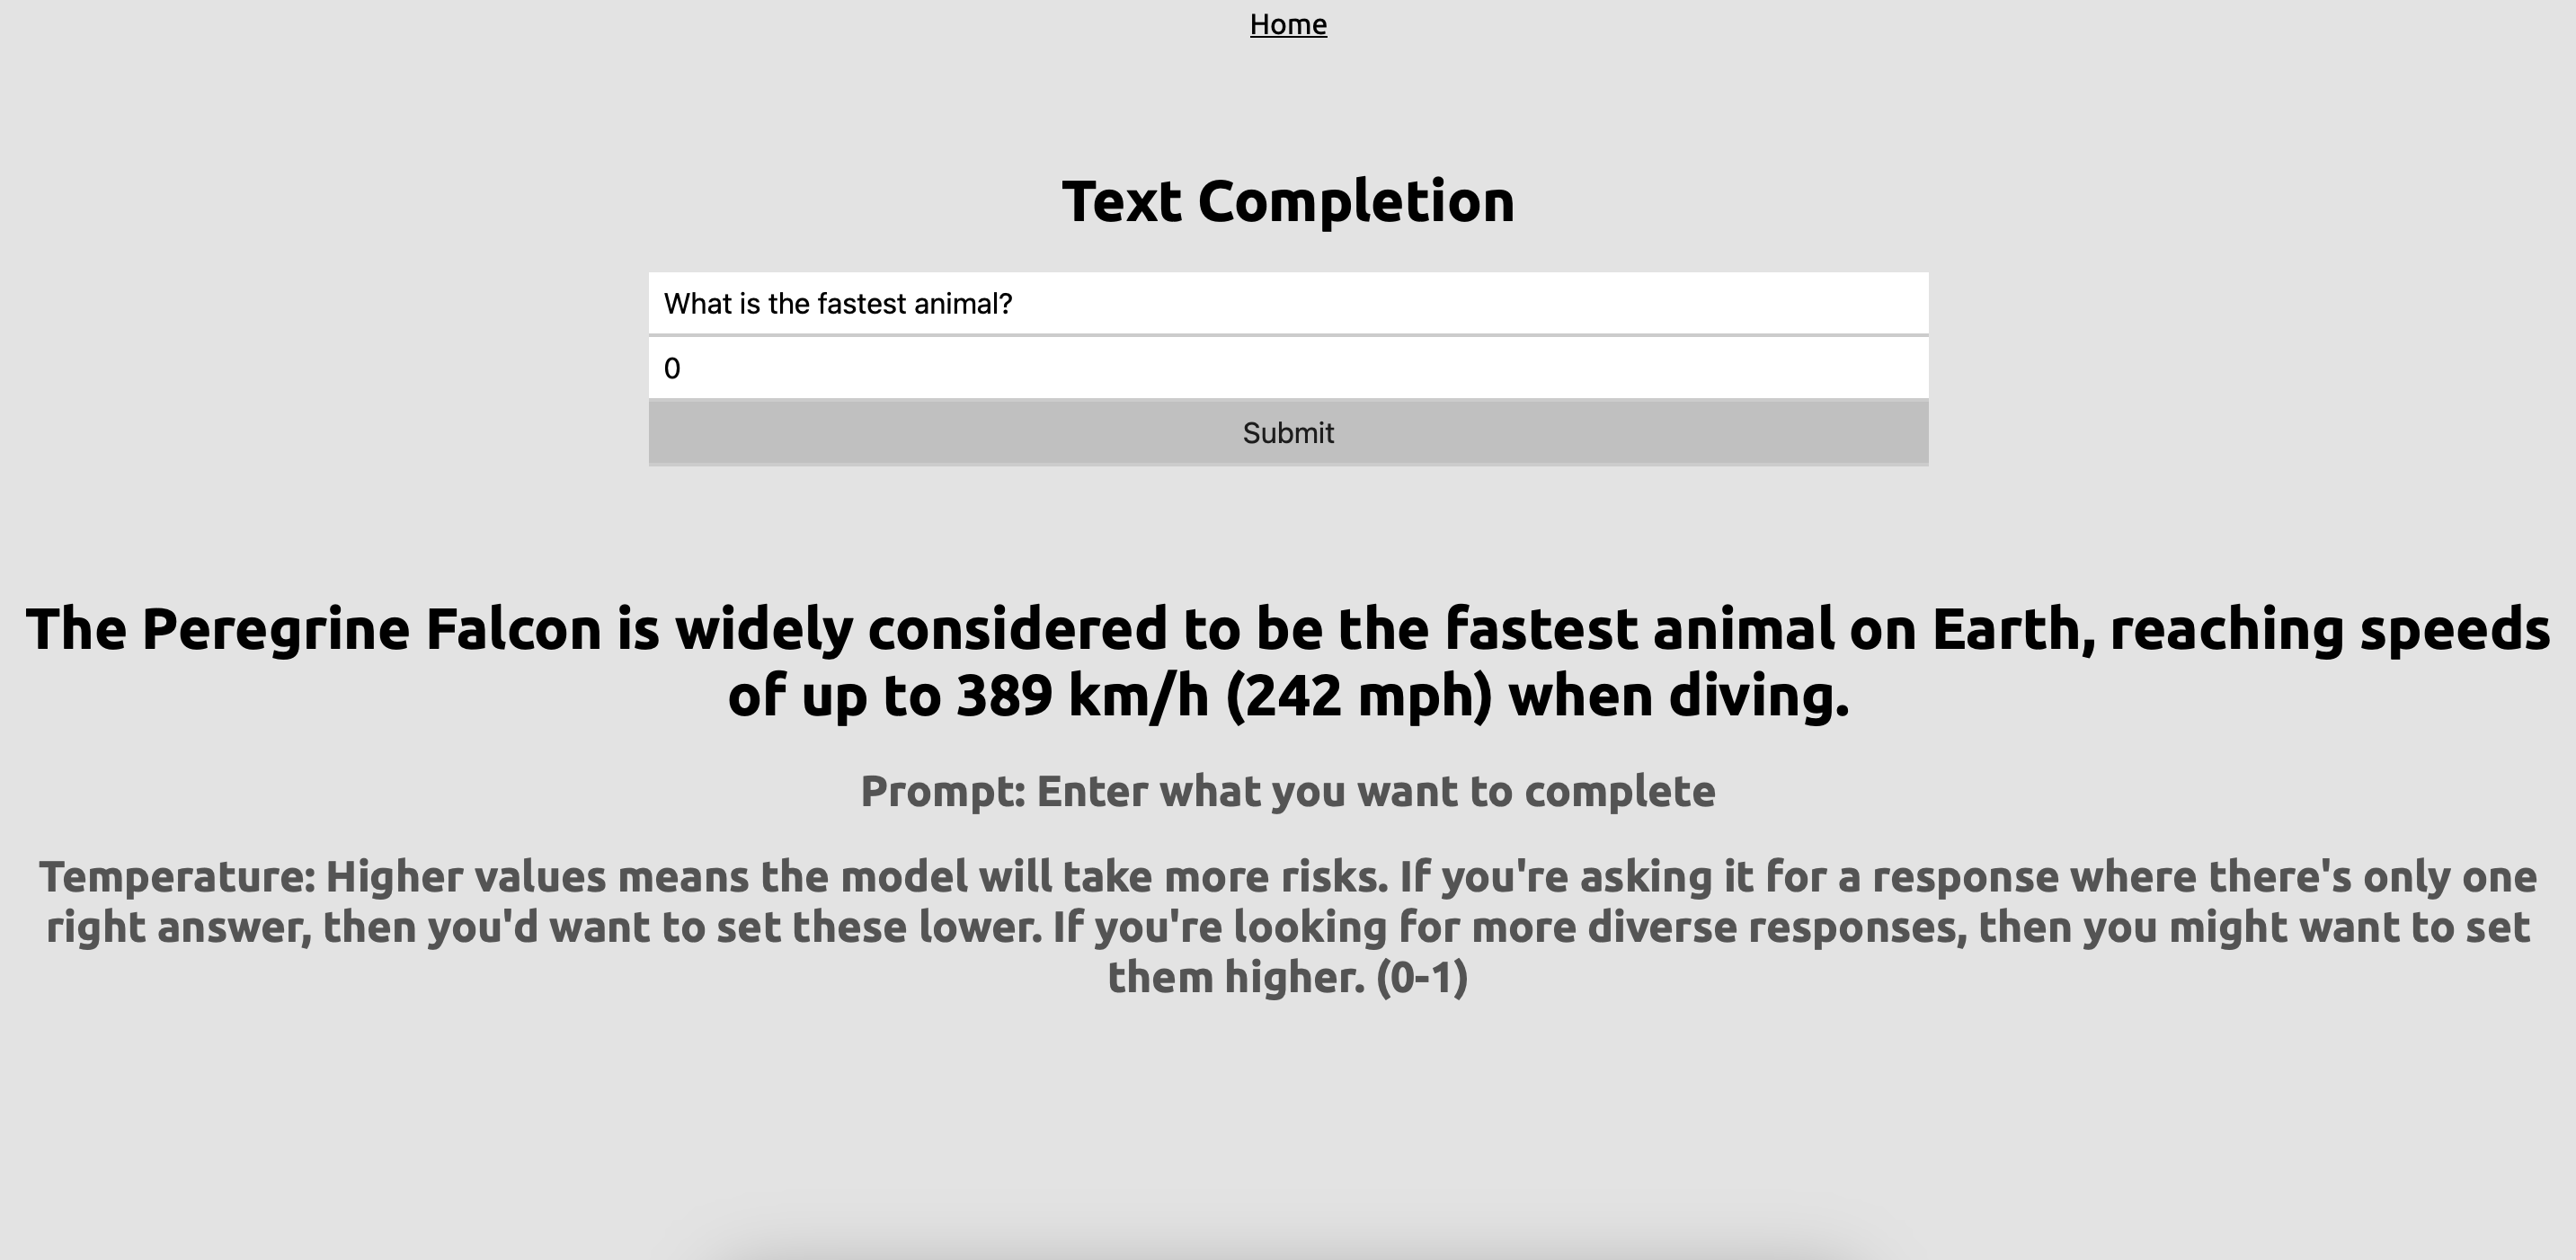 Home
Text Completion
What is the fastest animal?
0
Submit
The Peregrine Falcon is widely considered to be the fastest animal on Earth, reaching speeds
of up to 389 km/h (242 mph) when diving.
Prompt: Enter what you want to complete
Temperature: Higher values means the model will take more risks. If you're asking it for a response where there's only one
right answer, then you'd want to set these lower. If you're looking for more diverse responses, then you might want to set
them higher. (0-1)